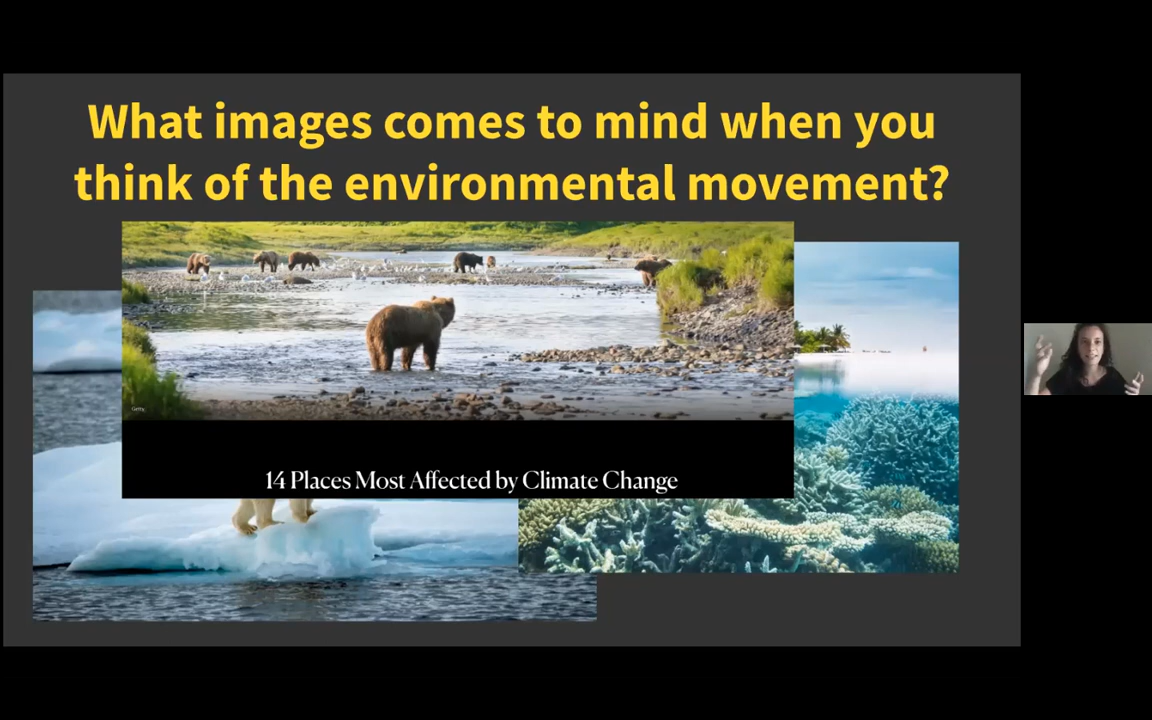 What images comes to mind when you
think of the environmental movement?
Getty
14 Places Most Affected by Climate Change